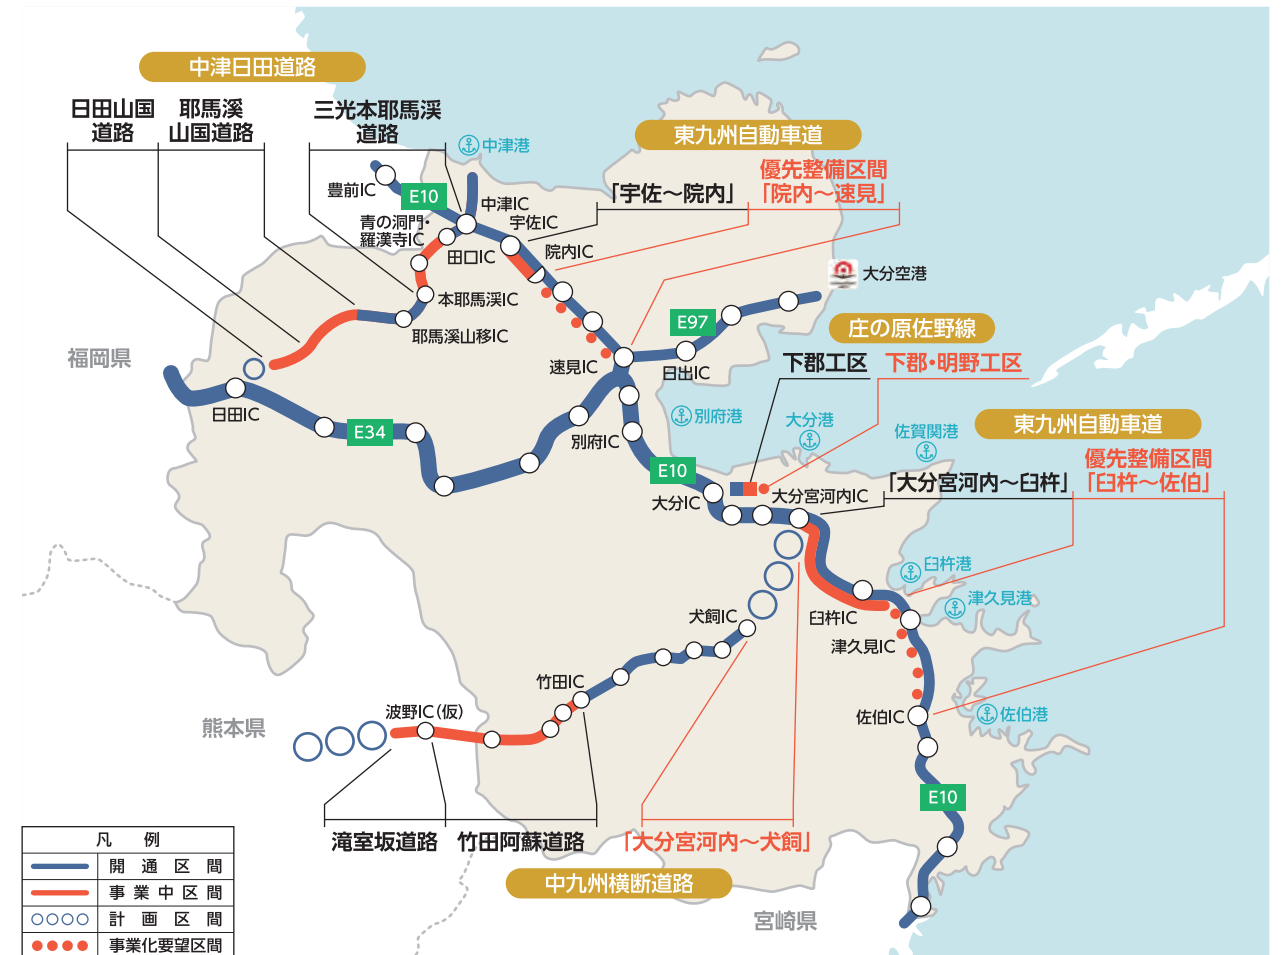 中津日田道路
日田山国
道路
耶馬溪
山国道路
三光本耶馬渓
道路
中津港
東九州自動車道
優先整備区間
「院内〜速見」
「宇佐〜院内」
豊前IC
E10
中津IC
青の洞門・
羅漢寺IC
宇佐IC
田口IC
院内IC
大分空港
本耶馬渓IC
耶馬溪山移IC
E97
庄の原佐野線
下郡工区
下郡・明野工区
福岡県
速見IC
日出IC
日田IC
E34
別府IC
別府港
大分港
佐賀関港
東九州自動車道
優先整備区間
「臼杵〜佐伯」
「大分宮河内〜臼杵」
E10
大分IC
大分宮河内IC
臼杵港
津久見港
犬飼IC
臼杵IC
津久見IC
竹田IC
熊本県
波野IC(仮)
佐伯IC
佐伯港
E10
滝室坂道路
竹田阿蘇道路
「大分宮河内〜犬飼」
中九州横断道路
宮崎県
凡例
開通区間
事業中区間
計画区間
事業化要望区間